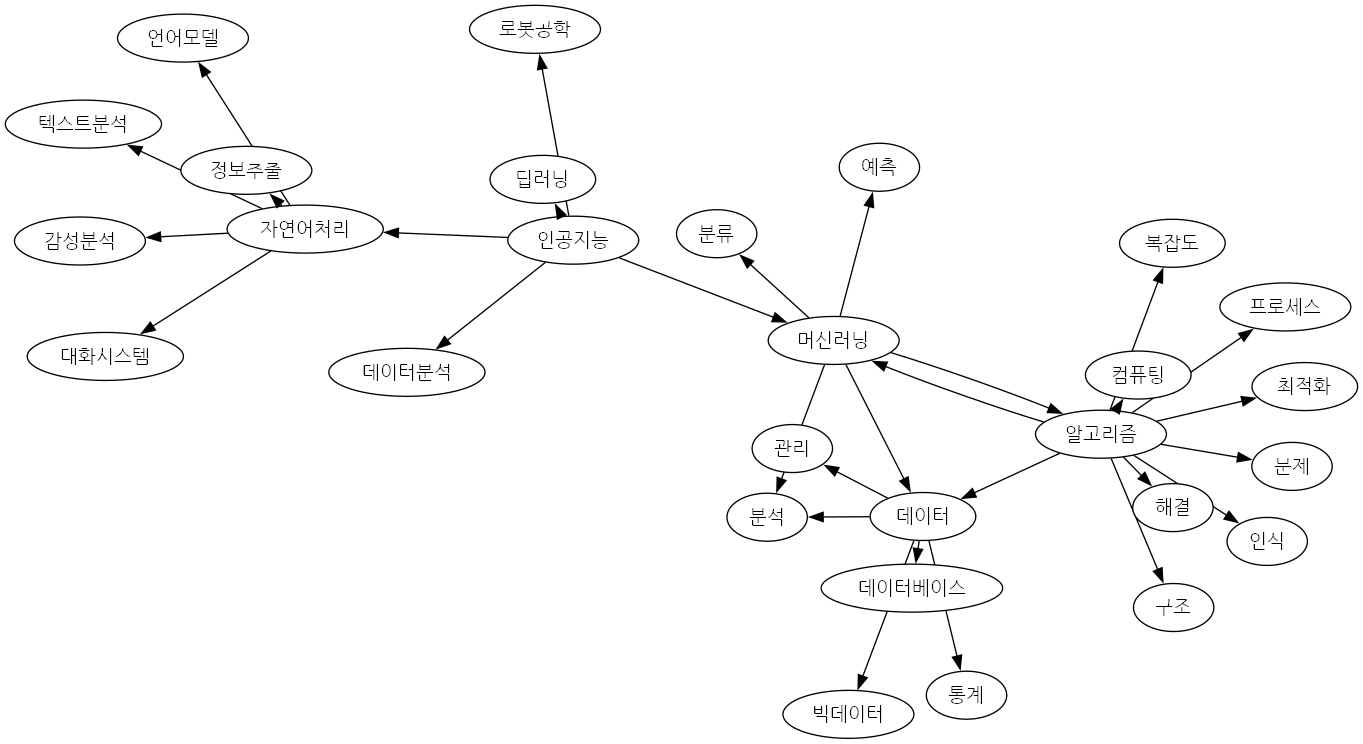 로봇공학
언어모델
텍스트분석
예측
정보추출
딥러닝
자연어처리
분류
감성분석
인공지능
복잡도
프로세스
머신러닝
대화시스템
데이터분석
컴퓨팅
최적화
알고리즘
관리
문제
해결
분석
데이터
인식
데이터베이스
구조
통계
빅데이터